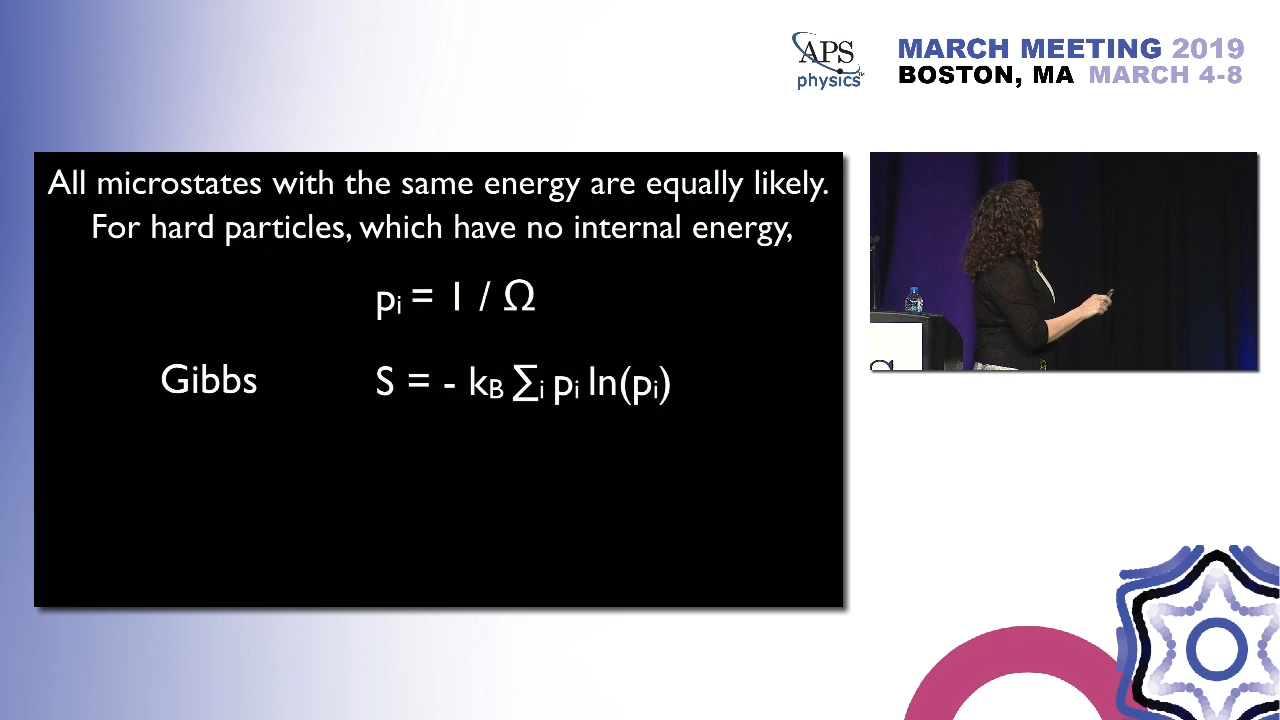 APS
physics™
MARCH MEETING 2019
BOSTON, MA MARCH 4-8
All microstates with the same energy are equally likely.
For hard particles, which have no internal energy,
pᵢ = 1 / Ω
Gibbs S = - k_B ∑ᵢ pᵢ ln(pᵢ)
S